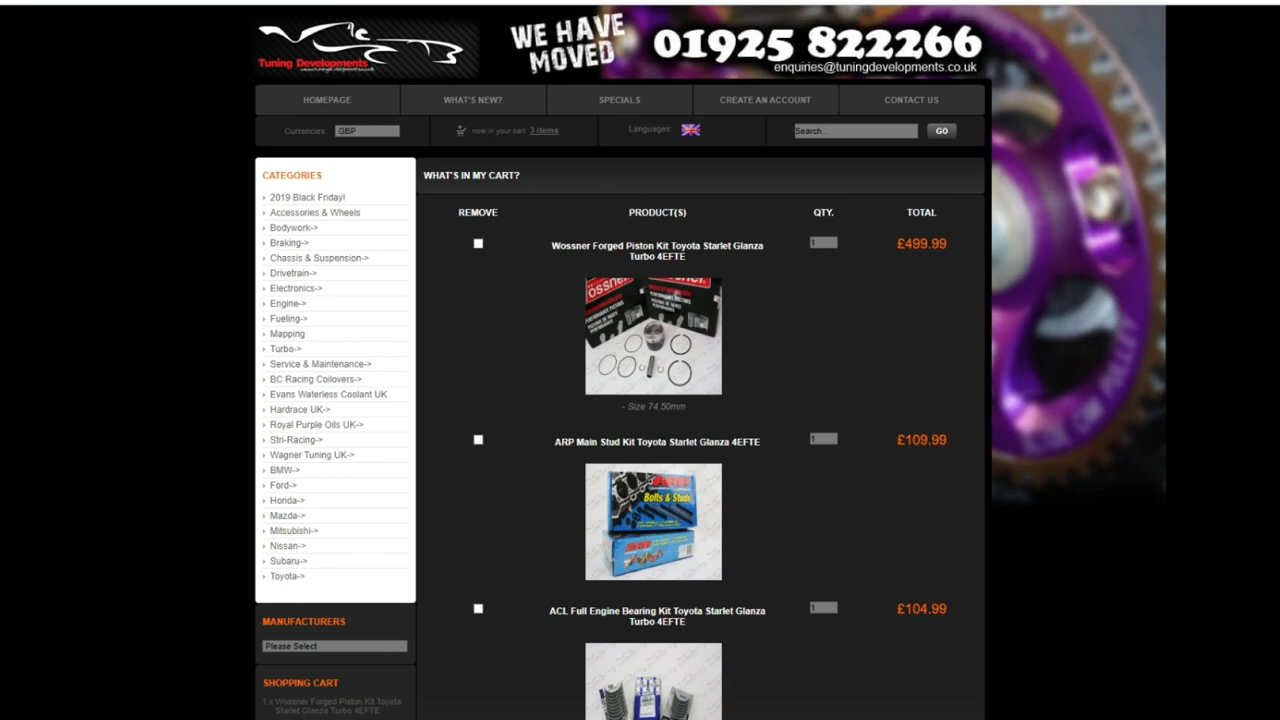 Tuning Developments
WE HAVE
MOVED
01925 822266
enquiries@tuningdevelopments.co.uk
HOMEPAGE
WHAT'S NEW?
SPECIALS
CREATE AN ACCOUNT
CONTACT US
Currencies: GBP
now in your cart 3 items
Languages:
Search...
GO
CATEGORIES
2019 Black Friday!
Accessories & Wheels
Bodywork->
Braking->
Chassis & Suspension->
Drivetrain->
Electronics->
Engine->
Fueling->
Mapping
Turbo->
Service & Maintenance->
BC Racing Coilovers->
Evans Waterless Coolant UK
Hardrace UK->
Royal Purple Oils UK->
Stri-Racing->
Wagner Tuning UK->
BMW->
Ford->
Honda->
Mazda->
Mitsubishi->
Nissan->
Subaru->
Toyota->
MANUFACTURERS
Please Select
SHOPPING CART
1 x Wossner Forged Piston Kit Toyota
Starlet Glanza Turbo 4EFTE
WHAT'S IN MY CART?
REMOVE PRODUCT(S) QTY. TOTAL
Wossner Forged Piston Kit Toyota Starlet Glanza
Turbo 4EFTE
1
£499.99
- Size 74.50mm
ARP Main Stud Kit Toyota Starlet Glanza 4EFTE
1
£109.99
ARP
Bolts & Studs
ACL Full Engine Bearing Kit Toyota Starlet Glanza
Turbo 4EFTE
1
£104.99